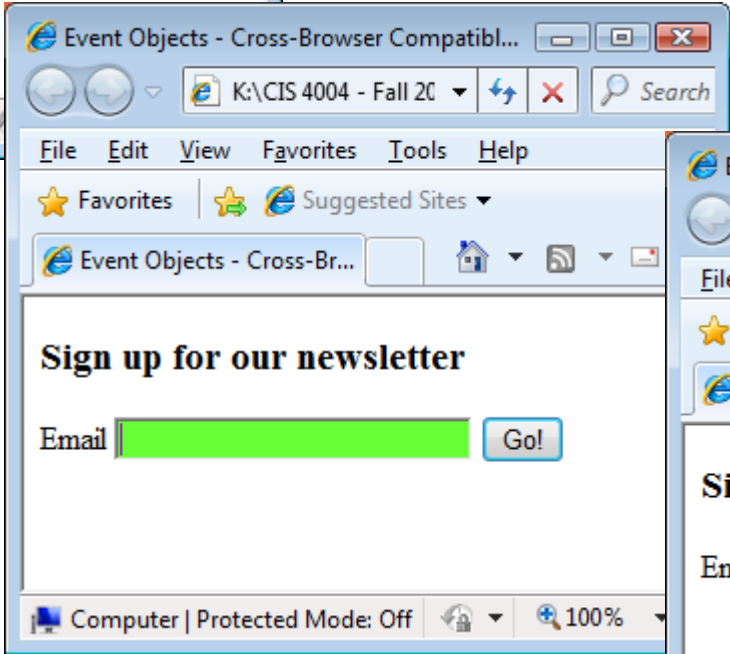 Event Objects - Cross-Browser Compatibl...
K:\CIS 4004 - Fall 20
Search
File Edit View Favorites Tools Help
Favorites Suggested Sites
Event Objects - Cross-Br...
Sign up for our newsletter
Email Go!
Computer | Protected Mode: Off 100%
E
File
Si
Em